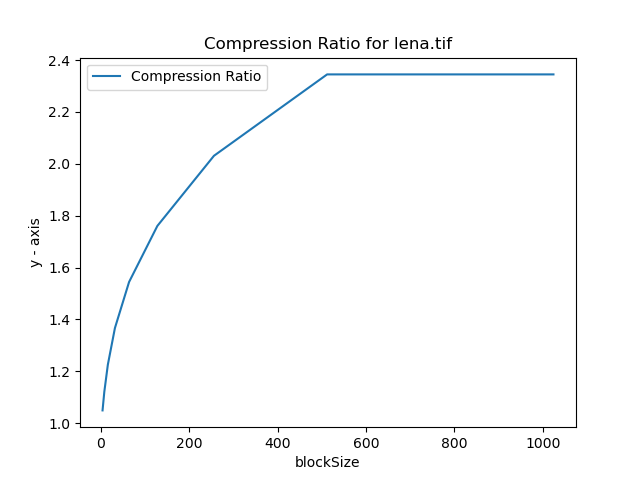 Compression Ratio for lena.tif
Compression Ratio
2.4
2.2
2.0
1.8
1.6
1.4
1.2
1.0
y - axis
0 200 400 600 800 1000
blockSize